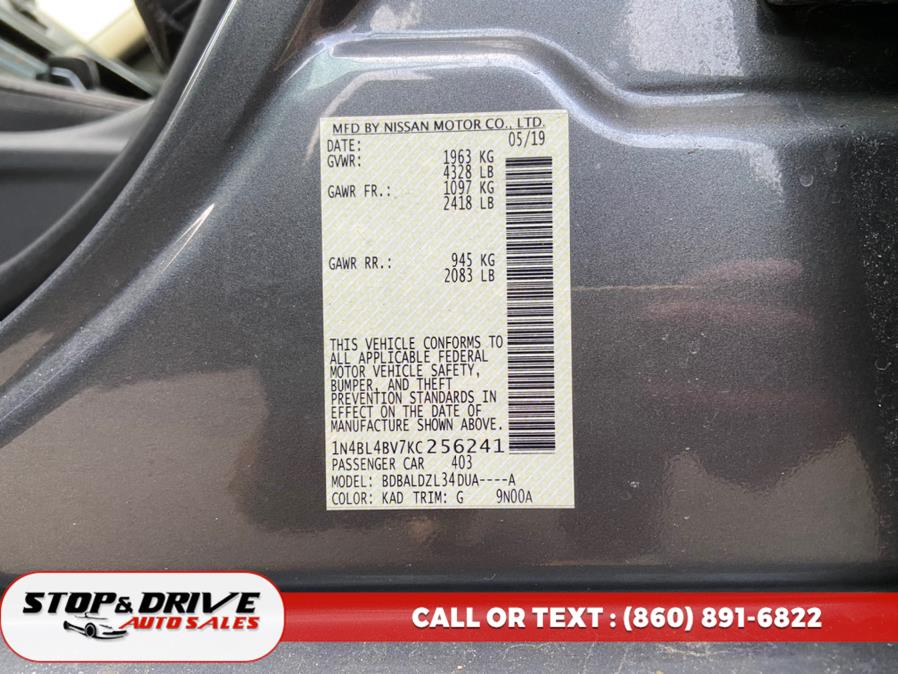 MFD BY NISSAN MOTOR CO., LTD.
DATE: 05/19
GVWR: 1963 KG
4328 LB
GAWR FR.: 1097 KG
2418 LB
GAWR RR.: 945 KG
2083 LB
THIS VEHICLE CONFORMS TO
ALL APPLICABLE FEDERAL
MOTOR VEHICLE SAFETY,
BUMPER, AND THEFT
PREVENTION STANDARDS IN
EFFECT ON THE DATE OF
MANUFACTURE SHOWN ABOVE.
1N4BL4BV7KC256241
PASSENGER CAR 403
MODEL: BDBALDZL34DUA----A
COLOR: KAD TRIM: G 9N00A
STOP & DRIVE
AUTO SALES
CALL OR TEXT : (860) 891-6822